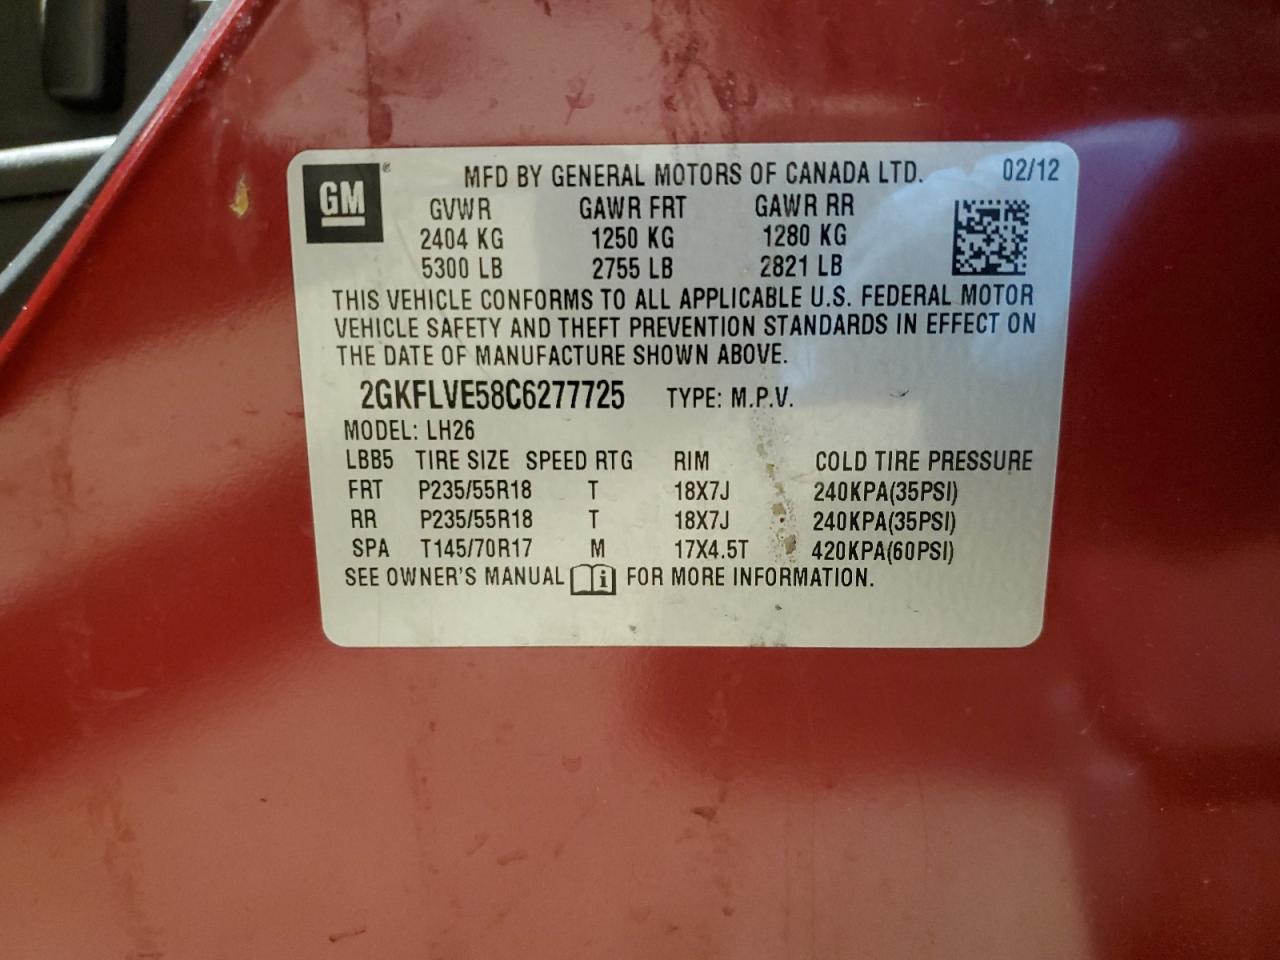 GM ® MFD BY GENERAL MOTORS OF CANADA LTD. 02/12
GVWR GAWR FRT GAWR RR
2404 KG 1250 KG 1280 KG
5300 LB 2755 LB 2821 LB
THIS VEHICLE CONFORMS TO ALL APPLICABLE U.S. FEDERAL MOTOR
VEHICLE SAFETY AND THEFT PREVENTION STANDARDS IN EFFECT ON
THE DATE OF MANUFACTURE SHOWN ABOVE.
2GKFLVE58C6277725 TYPE: M.P.V.
MODEL: LH26
LBB5 TIRE SIZE SPEED RTG RIM COLD TIRE PRESSURE
FRT P235/55R18 T 18X7J 240KPA(35PSI)
RR P235/55R18 T 18X7J 240KPA(35PSI)
SPA T145/70R17 M 17X4.5T 420KPA(60PSI)
SEE OWNER'S MANUAL i FOR MORE INFORMATION.